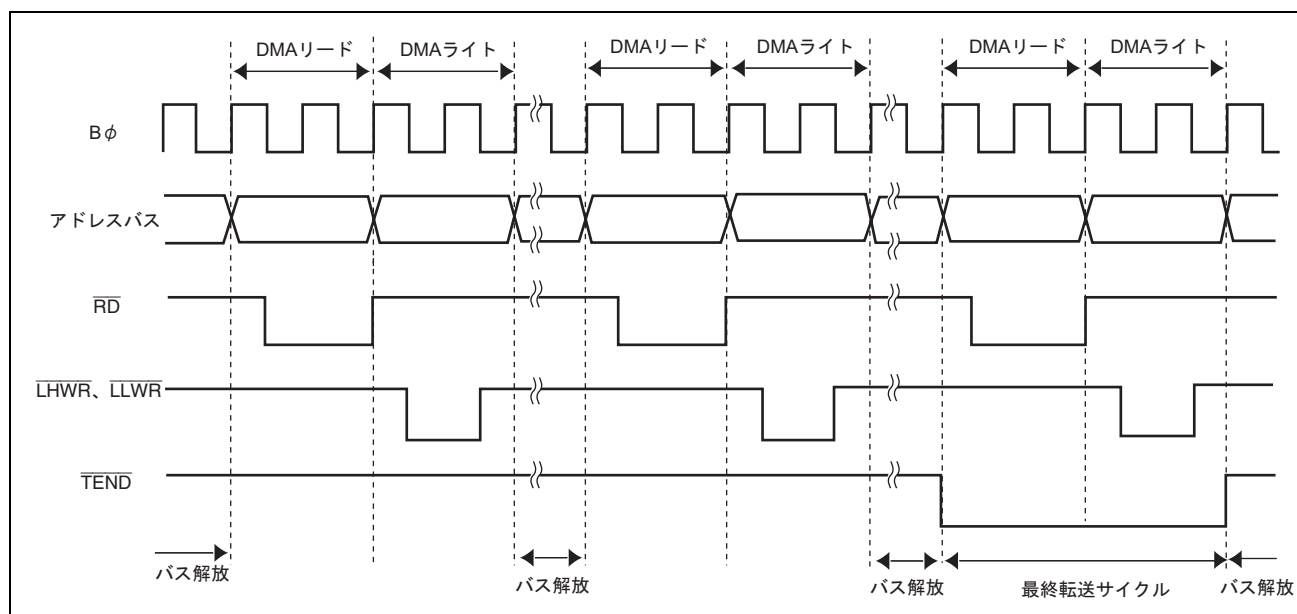 DMAリード DMAライト DMAリード DMAライト DMAリード DMAライト
Bφ
アドレスバス
RD
LHWR、LLWR
TEND
バス解放 バス解放 バス解放 最終転送サイクル バス解放